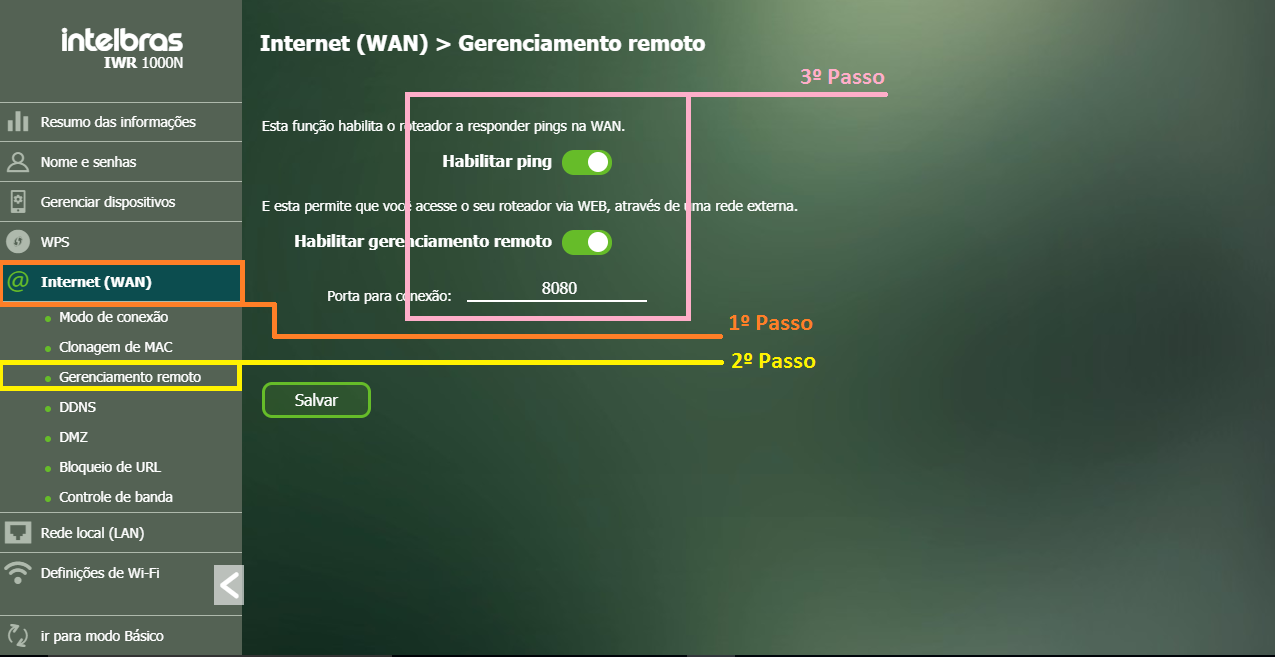 intelbras
IWR 1000N
Resumo das informações
Nome e senhas
Gerenciar dispositivos
WPS
@ Internet (WAN)
Modo de conexão
Clonagem de MAC
Gerenciamento remoto
DDNS
DMZ
Bloqueio de URL
Controle de banda
Rede local (LAN)
Definições de Wi-Fi
ir para modo Básico
Internet (WAN) > Gerenciamento remoto
3º Passo
Esta função habilita o roteador a responder pings na WAN.
Habilitar ping
E esta permite que você acesse o seu roteador via WEB, através de uma rede externa.
Habilitar gerenciamento remoto
Porta para conexão: 8080
1º Passo
2º Passo
Salvar